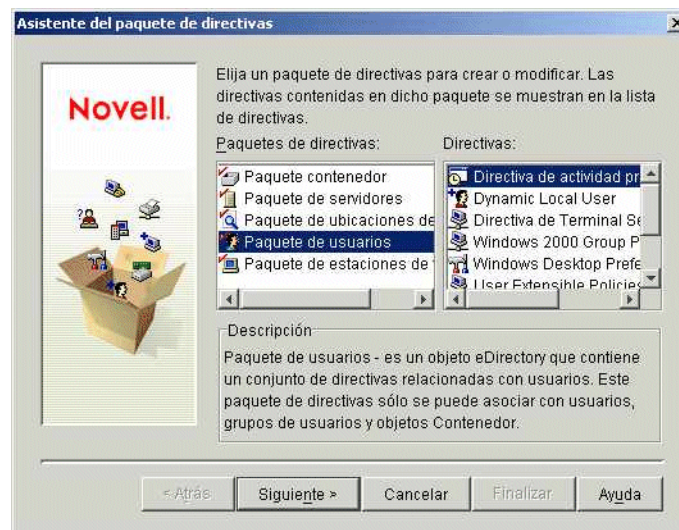 Asistente del paquete de directivas
Novell.
Elija un paquete de directivas para crear o modificar. Las
directivas contenidas en dicho paquete se muestran en la lista
de directivas.
Paquetes de directivas:
Directivas:
Paquete contenedor
Paquete de servidores
Paquete de ubicaciones de
Paquete de usuarios
Paquete de estaciones de
Directiva de actividad pr
Dynamic Local User
Directiva de Terminal Se
Windows 2000 Group P
Windows Desktop Prefe
User Extensible Policies
Descripción
Paquete de usuarios - es un objeto eDirectory que contiene
un conjunto de directivas relacionadas con usuarios. Este
paquete de directivas sólo se puede asociar con usuarios,
grupos de usuarios y objetos Contenedor.
< Atrás
Siguiente >
Cancelar
Finalizar
Ayuda